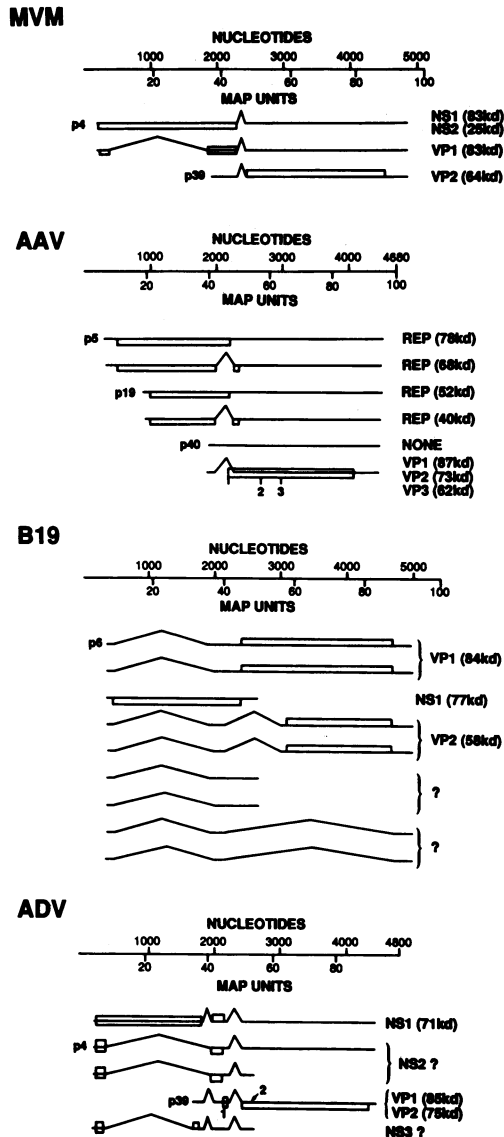 MVM
NUCLEOTIDES
1000 2000 3000 4000 5000
20 40 60 80 100
MAP UNITS
p4
NS1 (83kd)
NS2 (25kd)
VP1 (83kd)
p39
VP2 (64kd)
AAV
NUCLEOTIDES
1000 2000 3000 4000 4680
20 40 60 80 100
MAP UNITS
p5
REP (78kd)
REP (68kd)
p19
REP (52kd)
REP (40kd)
p40
NONE
VP1 (87kd)
VP2 (73kd)
2 3
VP3 (62kd)
B19
NUCLEOTIDES
1000 2000 3000 4000 5000
20 40 60 80 100
MAP UNITS
p6
VP1 (84kd)
NS1 (77kd)
VP2 (58kd)
?
?
ADV
NUCLEOTIDES
1000 2000 3000 4000 4800
20 40 60 80
MAP UNITS
NS1 (71kd)
p4
NS2 ?
2
p39
VP1 (85kd)
1
VP2 (75kd)
NS3 ?